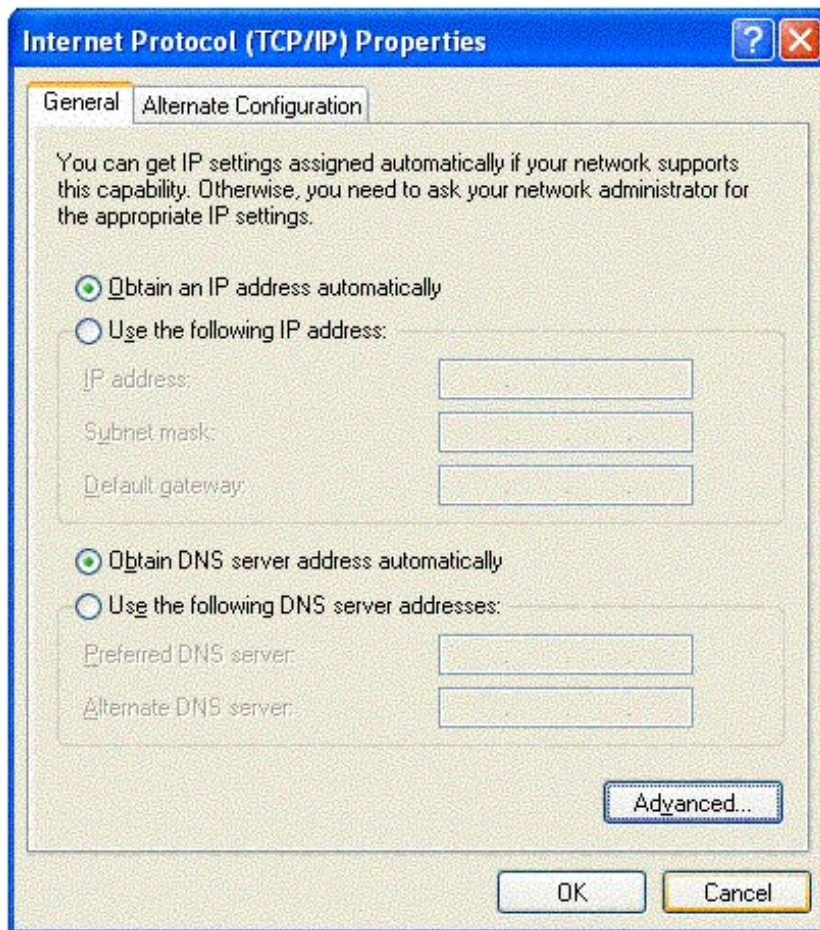 Internet Protocol (TCP/IP) Properties
General
Alternate Configuration
You can get IP settings assigned automatically if your network supports
this capability. Otherwise, you need to ask your network administrator for
the appropriate IP settings.
Obtain an IP address automatically
Use the following IP address:
IP address:
Subnet mask:
Default gateway:
Obtain DNS server address automatically
Use the following DNS server addresses:
Preferred DNS server:
Alternate DNS server:
Advanced...
OK
Cancel